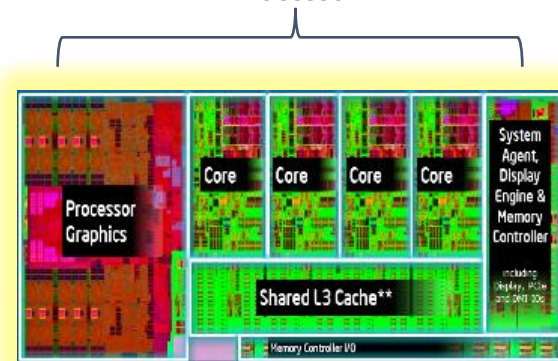 Processor
Graphics
Core
Core
Core
Core
System
Agent,
Display
Engine &
Memory
Controller
including
Display, PCIe
and DMI IOs
Shared L3 Cache**
Memory Controller I/O